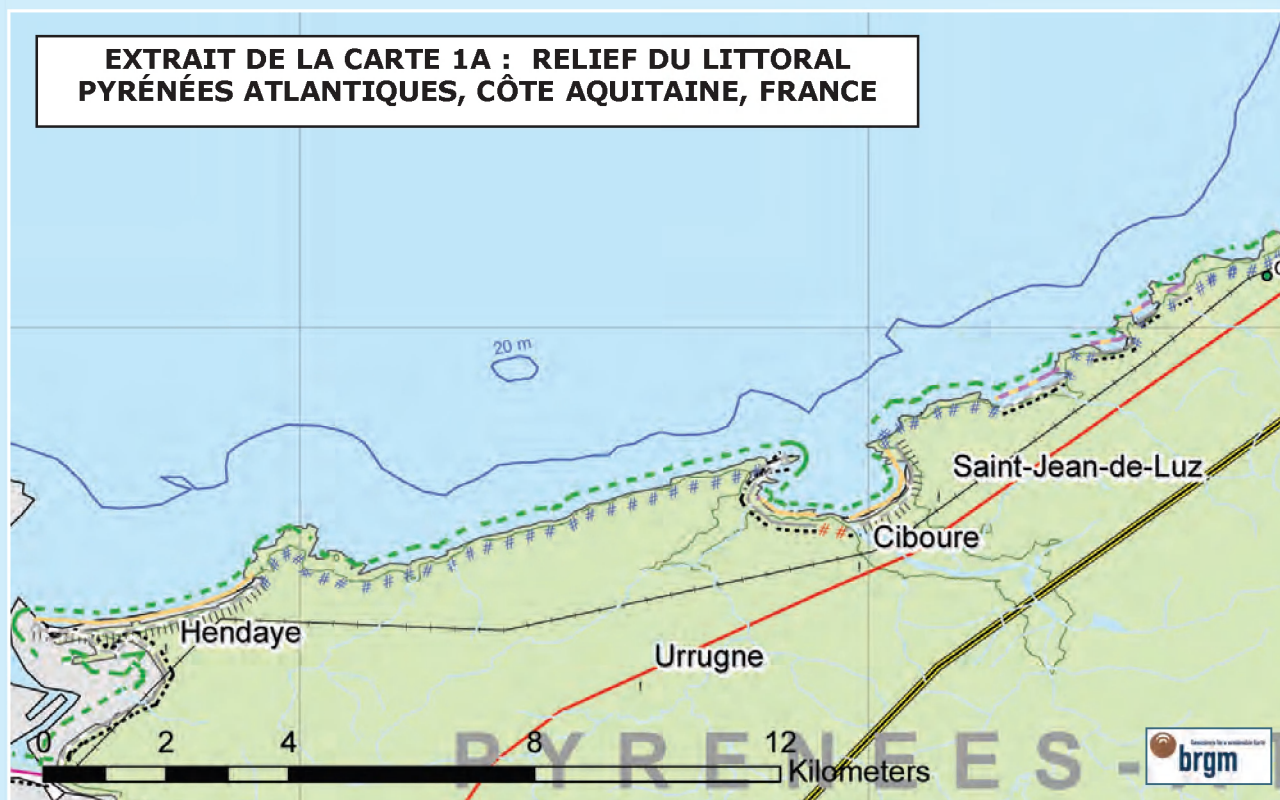 EXTRAIT DE LA CARTE 1A : RELIEF DU LITTORAL
PYRÉNÉES ATLANTIQUES, CÔTE AQUITAINE, FRANCE
20 m
Saint-Jean-de-Luz
Ciboure
Hendaye
Urrugne
0 2 4 8 12
Kilometers
PYRENEES-
brgm